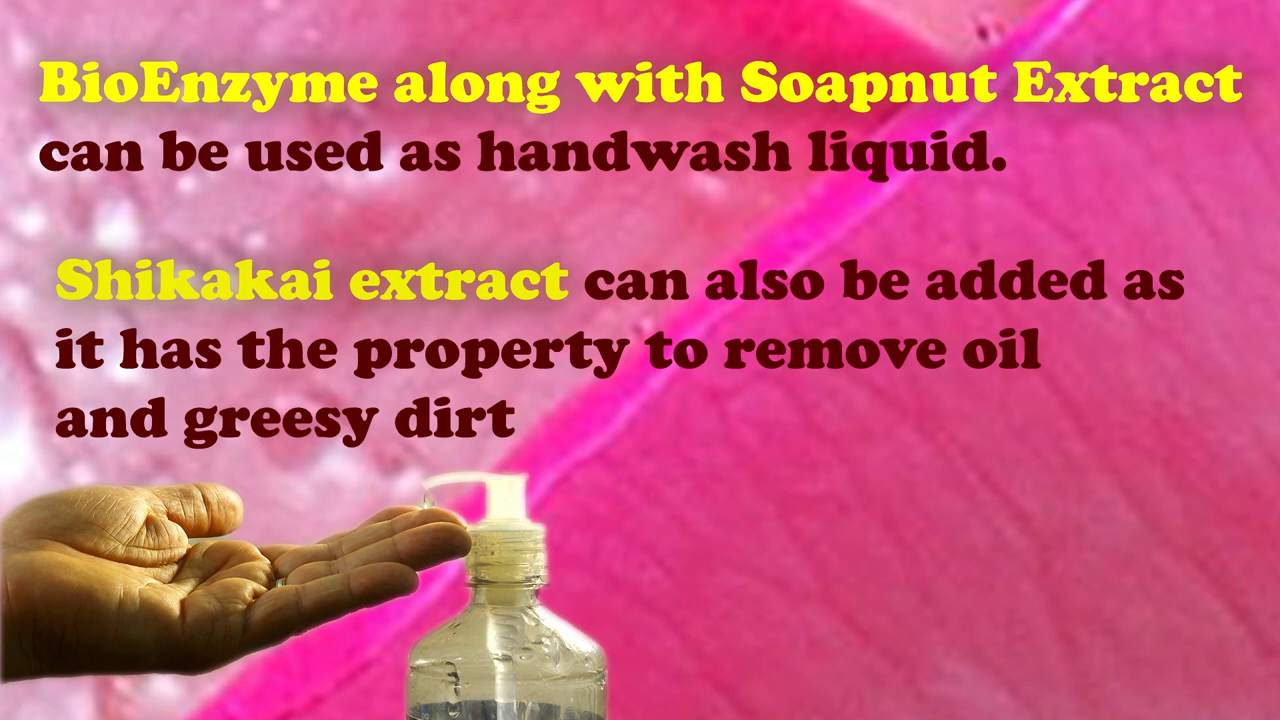 BioEnzyme along with Soapnut Extract
can be used as handwash liquid.
Shikakai extract can also be added as
it has the property to remove oil
and greesy dirt